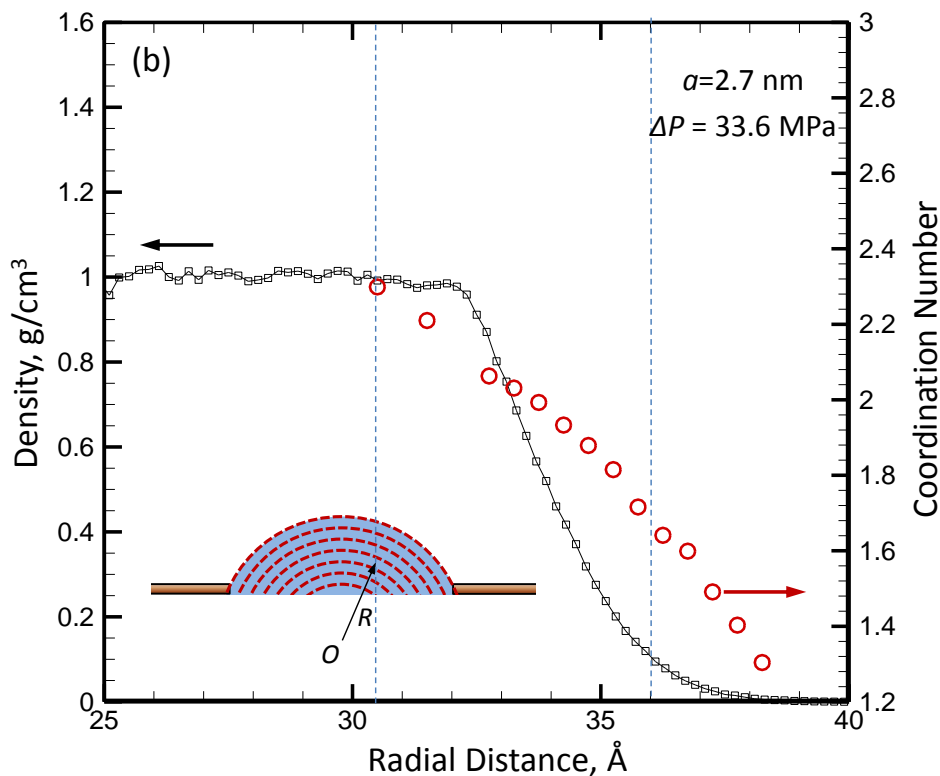 (b)
a=2.7 nm
ΔP = 33.6 MPa
Density, g/cm³
1.6
1.4
1.2
1
0.8
0.6
0.4
0.2
0
3
2.8
2.6
2.4
2.2
2
1.8
1.6
1.4
1.2
Coordination Number
R
O
25
30
35
40
Radial Distance, Å